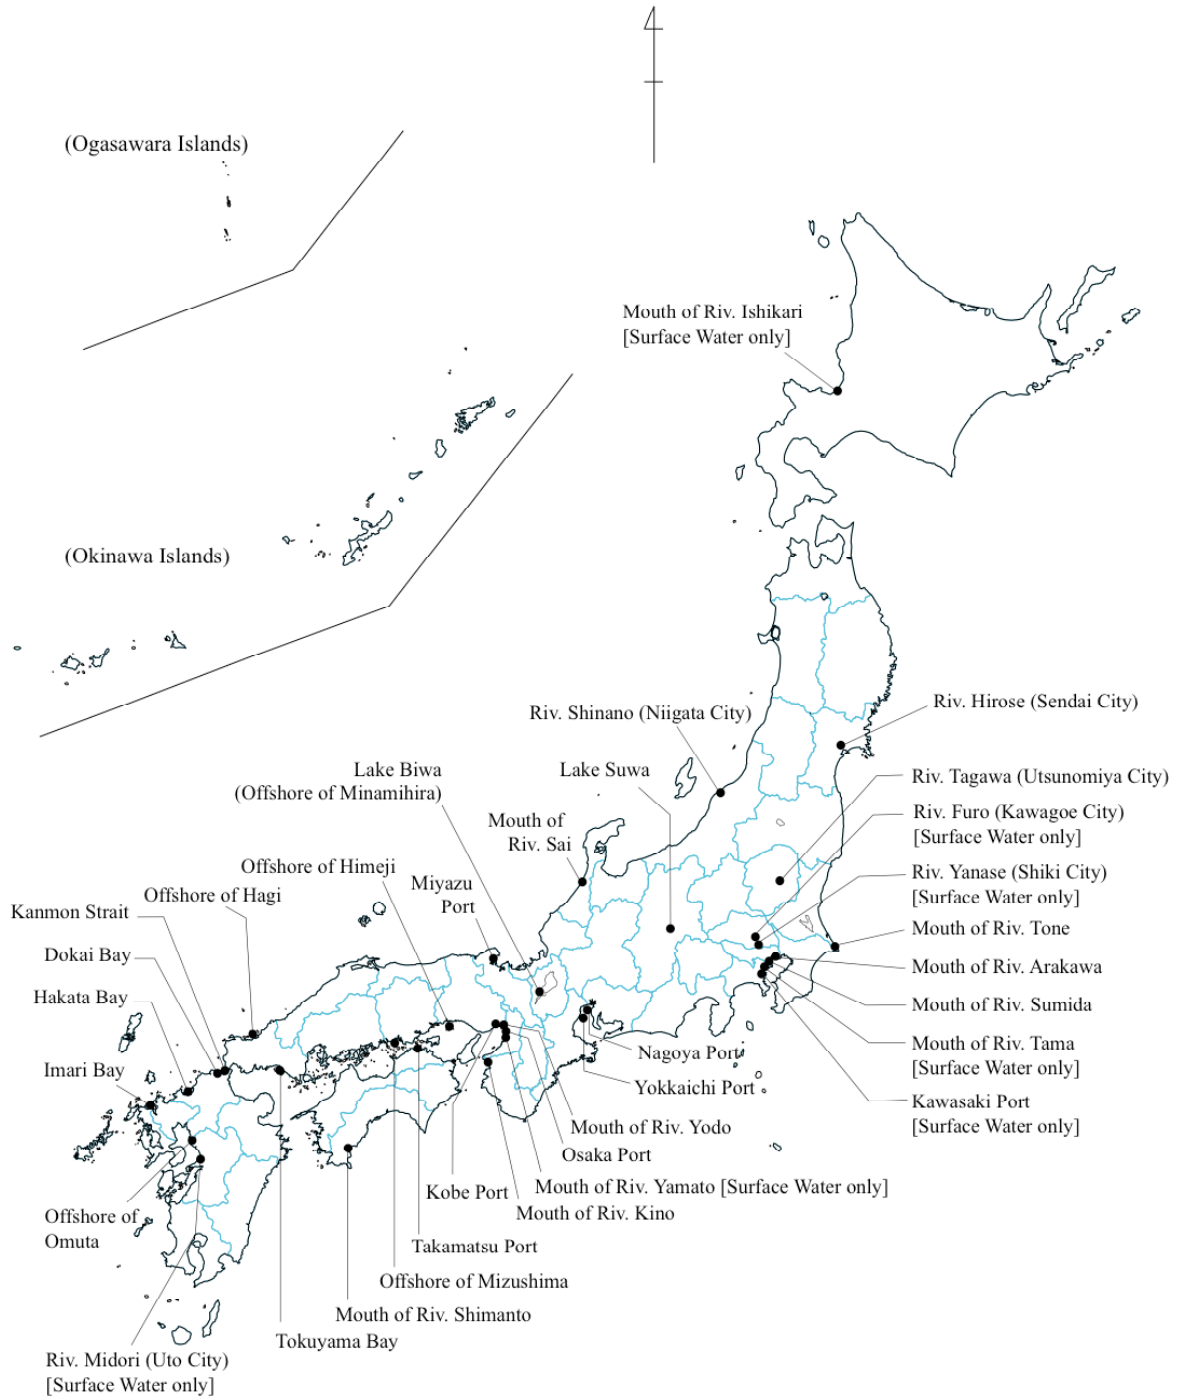 (Ogasawara Islands)
Mouth of Riv. Ishikari
[Surface Water only]
(Okinawa Islands)
Riv. Hirose (Sendai City)
Riv. Shinano (Niigata City)
Lake Biwa
(Offshore of Minamihira)
Lake Suwa
Riv. Tagawa (Utsunomiya City)
Riv. Furo (Kawagoe City)
[Surface Water only]
Mouth of
Riv. Sai
Offshore of Himeji
Miyazu
Port
Riv. Yanase (Shiki City)
[Surface Water only]
Offshore of Hagi
Kanmon Strait
Mouth of Riv. Tone
Dokai Bay
Mouth of Riv. Arakawa
Hakata Bay
Mouth of Riv. Sumida
Imari Bay
Nagoya Port
Mouth of Riv. Tama
[Surface Water only]
Yokkaichi Port
Kawasaki Port
[Surface Water only]
Mouth of Riv. Yodo
Osaka Port
Kobe Port
Mouth of Riv. Yamato [Surface Water only]
Mouth of Riv. Kino
Offshore of
Omuta
Takamatsu Port
Offshore of Mizushima
Mouth of Riv. Shimanto
Tokuyama Bay
Riv. Midori (Uto City)
[Surface Water only]